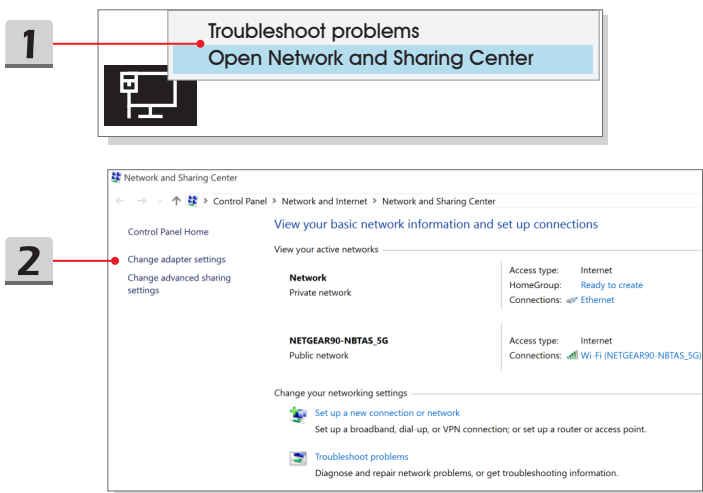 1
Troubleshoot problems
Open Network and Sharing Center
2
Network and Sharing Center
Control Panel > Network and Internet > Network and Sharing Center
Control Panel Home
Change adapter settings
Change advanced sharing
settings
View your basic network information and set up connections
View your active networks
Network
Private network
Access type: Internet
HomeGroup: Ready to create
Connections: Ethernet
NETGEAR90-NBTAS_5G
Public network
Access type: Internet
Connections: Wi-Fi (NETGEAR90-NBTAS_5G)
Change your networking settings
Set up a new connection or network
Set up a broadband, dial-up, or VPN connection; or set up a router or access point.
Troubleshoot problems
Diagnose and repair network problems, or get troubleshooting information.